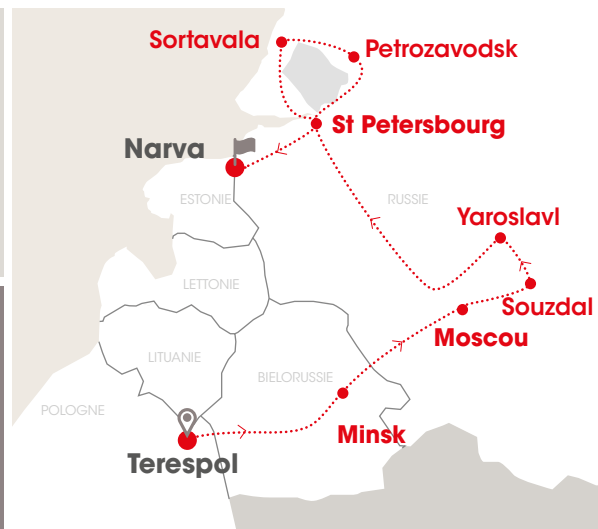 Sortavala
Petrozavodsk
St Petersbourg
Narva
ESTONIE
RUSSIE
Yaroslavl
LETTONIE
Souzdal
Moscou
LITUANIE
BIELORUSSIE
POLOGNE
Minsk
Terespol